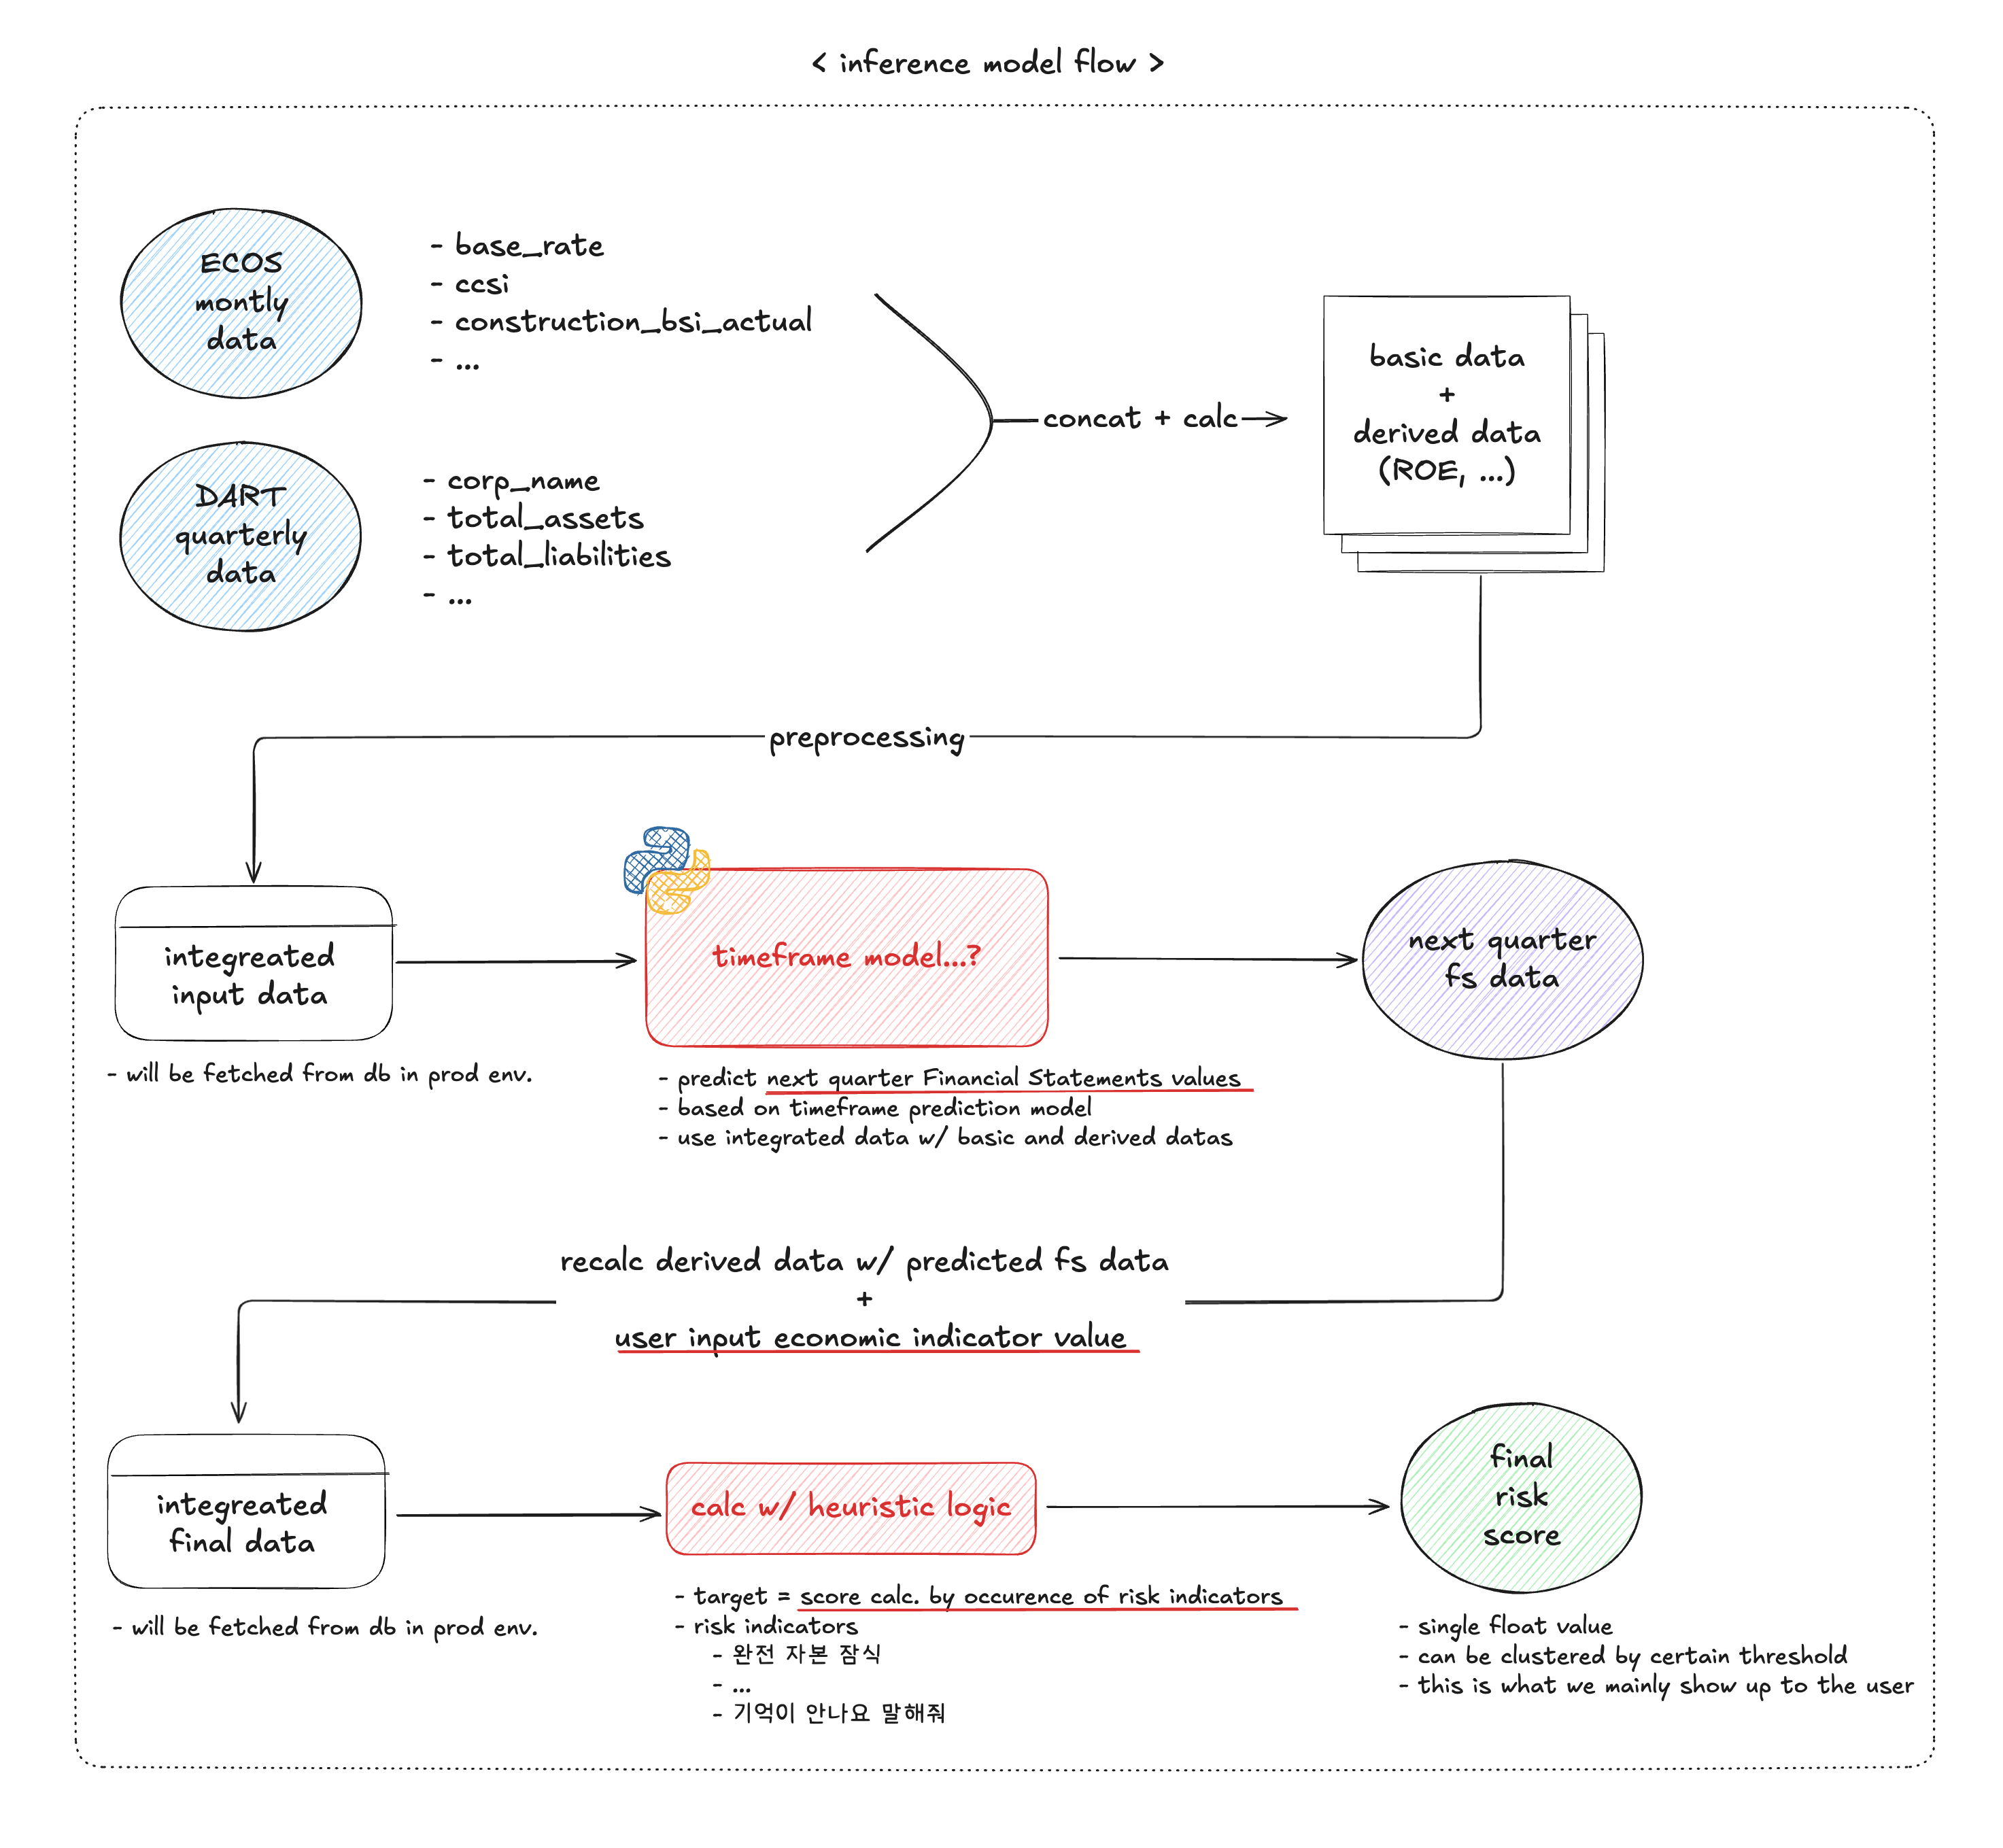 < inference model flow >
ECOS
montly
data
- base_rate
- ccsi
- construction_bsi_actual
- ...
DART
quarterly
data
- corp_name
- total_assets
- total_liabilities
- ...
concat + calc
basic data
+
derived data
(ROE, ...)
preprocessing
integreated
input data
- will be fetched from db in prod env.
timeframe model...?
- predict next quarter Financial Statements values
- based on timeframe prediction model
- use integrated data w/ basic and derived datas
next quarter
fs data
recalc derived data w/ predicted fs data
+
user input economic indicator value
integreated
final data
- will be fetched from db in prod env.
calc w/ heuristic logic
- target = score calc. by occurence of risk indicators
- risk indicators
- 완전 자본 잠식
- ...
- 기억이 안나요 말해줘
final
risk
score
- single float value
- can be clustered by certain threshold
- this is what we mainly show up to the user